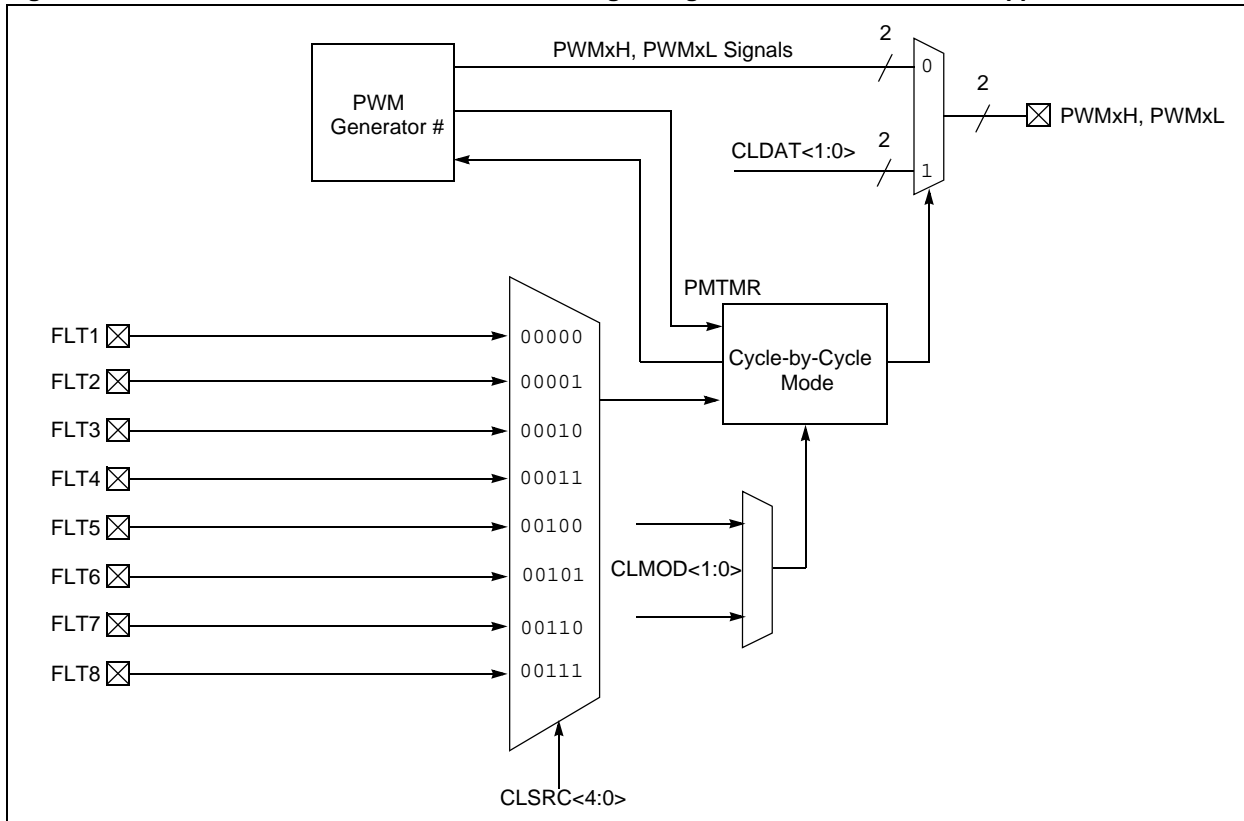 PWMxH, PWMxL Signals
2
0
2
PWM
Generator #
PWMxH, PWMxL
CLDAT<1:0>
2
1
PMTMR
FLT1
00000
Cycle-by-Cycle
Mode
FLT2
00001
FLT3
00010
FLT4
00011
FLT5
00100
FLT6
00101
CLMOD<1:0>
FLT7
00110
FLT8
00111
CLSRC<4:0>